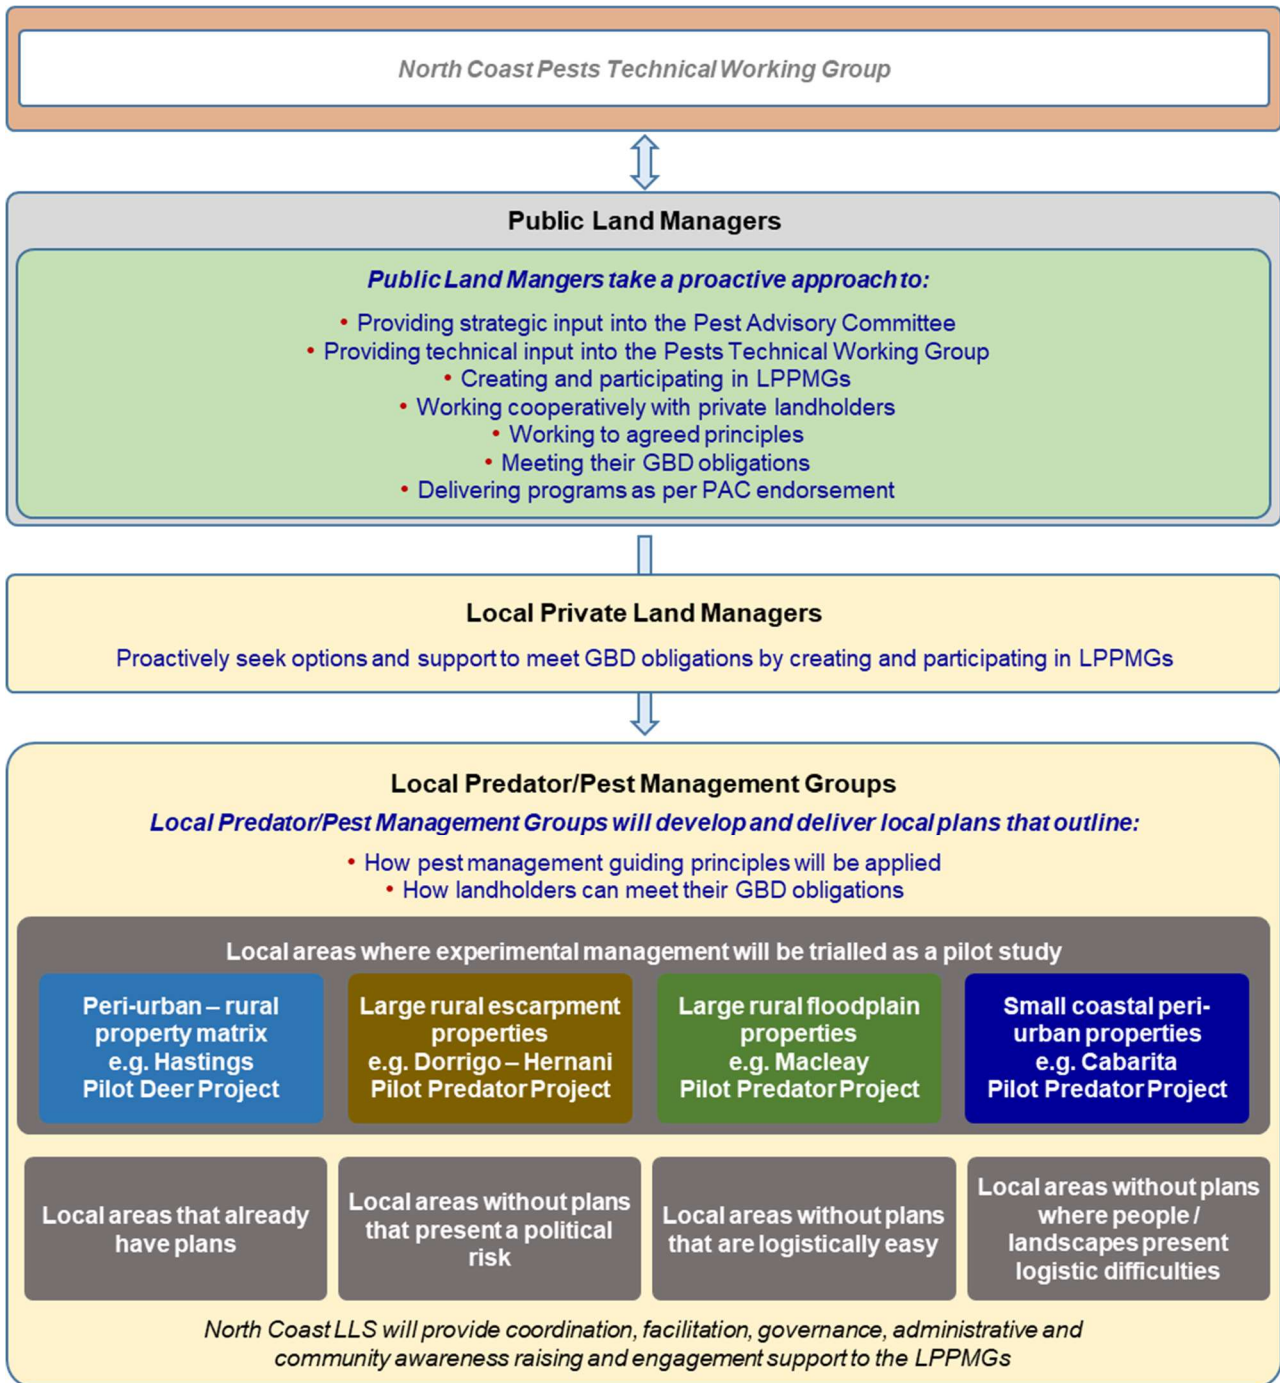 North Coast Pests Technical Working Group
Public Land Managers
Public Land Mangers take a proactive approach to:
• Providing strategic input into the Pest Advisory Committee
• Providing technical input into the Pests Technical Working Group
• Creating and participating in LPPMGs
• Working cooperatively with private landholders
• Working to agreed principles
• Meeting their GBD obligations
• Delivering programs as per PAC endorsement
Local Private Land Managers
Proactively seek options and support to meet GBD obligations by creating and participating in LPPMGs
Local Predator/Pest Management Groups
Local Predator/Pest Management Groups will develop and deliver local plans that outline:
• How pest management guiding principles will be applied
• How landholders can meet their GBD obligations
Local areas where experimental management will be trialled as a pilot study
Peri-urban – rural
property matrix
e.g. Hastings
Pilot Deer Project
Large rural escarpment
properties
e.g. Dorrigo – Hernani
Pilot Predator Project
Large rural floodplain
properties
e.g. Macleay
Pilot Predator Project
Small coastal peri-
urban properties
e.g. Cabarita
Pilot Predator Project
Local areas that already
have plans
Local areas without plans
that present a political
risk
Local areas without plans
that are logistically easy
Local areas without plans
where people /
landscapes present
logistic difficulties
North Coast LLS will provide coordination, facilitation, governance, administrative and
community awareness raising and engagement support to the LPPMGs